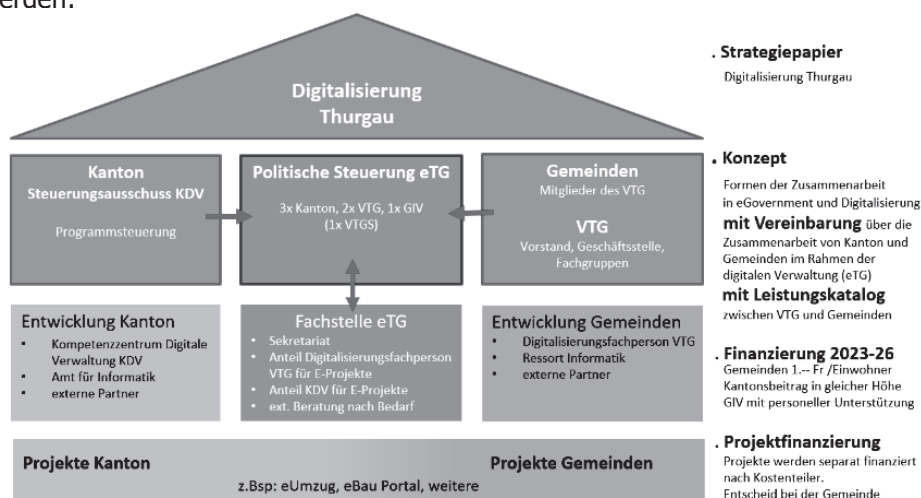 erden.
Digitalisierung
Thurgau
Kanton
Steuerungsausschuss KDV
Programmsteuerung
Politische Steuerung eTG
3x Kanton, 2x VTG, 1x GIV
(1x VTGS)
Gemeinden
Mitglieder des VTG
VTG
Vorstand, Geschäftsstelle,
Fachgruppen
Entwicklung Kanton
• Kompetenzzentrum Digitale
Verwaltung KDV
• Amt für Informatik
• externe Partner
Fachstelle eTG
• Sekretariat
• Anteil Digitalisierungsfachperson
VTG für E-Projekte
• Anteil KDV für E-Projekte
• ext. Beratung nach Bedarf
Entwicklung Gemeinden
• Digitalisierungsfachperson VTG
• Ressort Informatik
• externe Partner
Projekte Kanton
Projekte Gemeinden
z.Bsp: eUmzug, eBau Portal, weitere
. Strategiepapier
Digitalisierung Thurgau
. Konzept
Formen der Zusammenarbeit
in eGovernment und Digitalisierung
mit Vereinbarung über die
Zusammenarbeit von Kanton und
Gemeinden im Rahmen der
digitalen Verwaltung (eTG)
mit Leistungskatalog
zwischen VTG und Gemeinden
. Finanzierung 2023-26
Gemeinden 1.-- Fr /Einwohner
Kantonsbeitrag in gleicher Höhe
GIV mit personeller Unterstützung
. Projektfinanzierung
Projekte werden separat finanziert
nach Kostenteiler.
Entscheid bei der Gemeinde